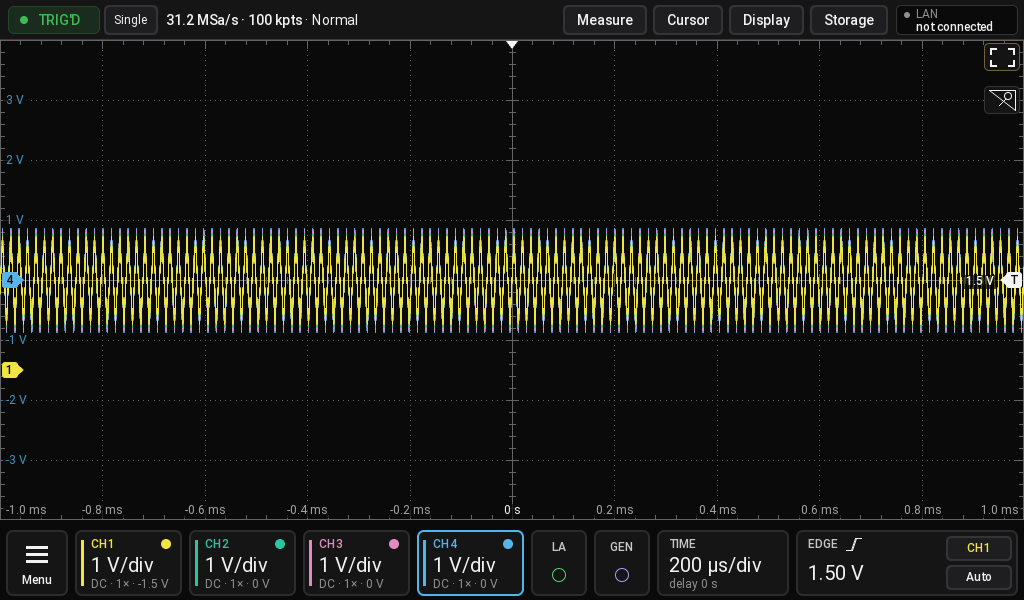 TRIG'D
Single
31.2 MSa/s · 100 kpts · Normal
Measure
Cursor
Display
Storage
LAN
not connected
3 V
2 V
1 V
4
1.5 V
T
-1 V
1
-2 V
-3 V
-1.0 ms
-0.8 ms
-0.6 ms
-0.4 ms
-0.2 ms
0 s
0.2 ms
0.4 ms
0.6 ms
0.8 ms
1.0 ms
Menu
CH1
1 V/div
DC · 1× · -1.5 V
CH2
1 V/div
DC · 1× · 0 V
CH3
1 V/div
DC · 1× · 0 V
CH4
1 V/div
DC · 1× · 0 V
LA
GEN
TIME
200 µs/div
delay 0 s
EDGE
1.50 V
CH1
Auto